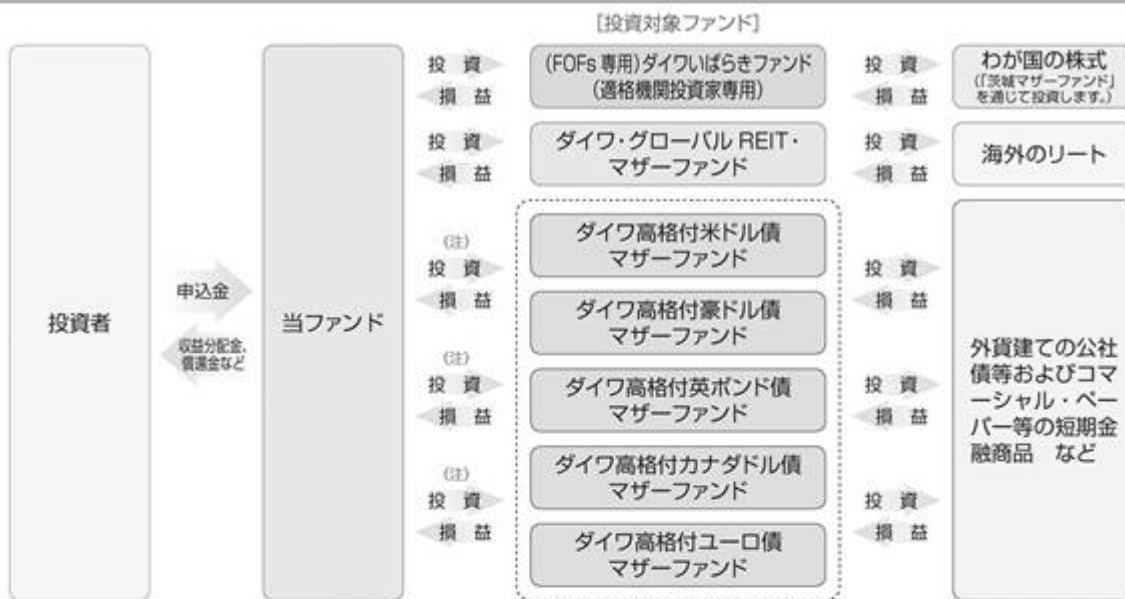 [投資対象ファンド]
投資者
申込金
収益分配金、
償還金など
当ファンド
投 資
損 益
(FOFs 専用)ダイワいばらきファンド
(適格機関投資家専用)
投 資
損 益
わが国の株式
(「茨城マザーファンド」
を通じて投資します。)
投 資
損 益
ダイワ・グローバル REIT・
マザーファンド
投 資
損 益
海外のリート
(注)
投 資
損 益
ダイワ高格付米ドル債
マザーファンド
投 資
損 益
ダイワ高格付豪ドル債
マザーファンド
(注)
投 資
損 益
ダイワ高格付英ポンド債
マザーファンド
投 資
損 益
(注)
投 資
損 益
ダイワ高格付カナダドル債
マザーファンド
投 資
損 益
ダイワ高格付ユーロ債
マザーファンド
外貨建ての公社
債等およびコマ
ーシャル・ペー
パー等の短期金
融商品 など